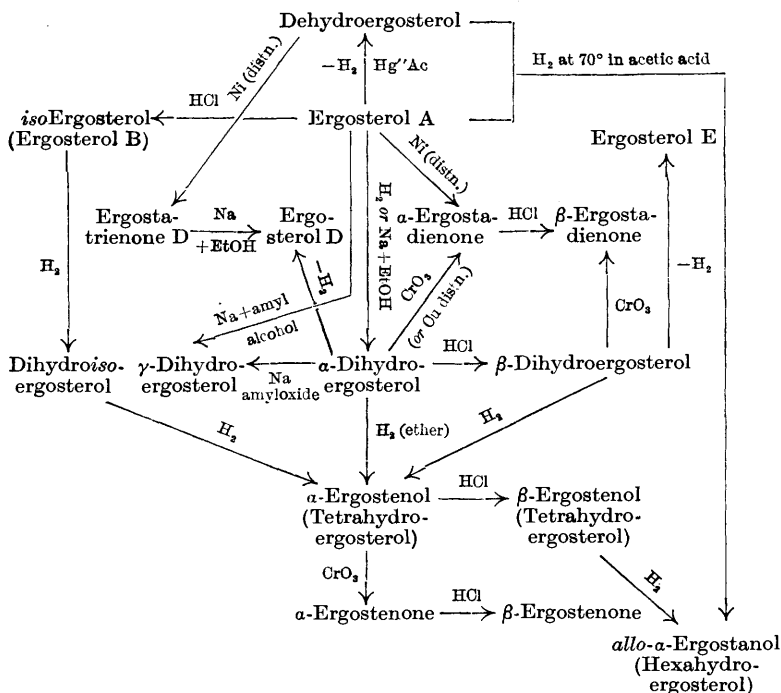 Dehydroergosterol
Ni (distn.)
−H₂
Hg″Ac
H₂ at 70° in acetic acid
HCl
isoErgosterol
(Ergosterol B)
Ergosterol A
Ergosterol E
Ni (distn.)
H₂ or Na+EtOH
Ergosta-
trienone D
Na
+EtOH
Ergo-
sterol D
α-Ergosta-
dienone
HCl
β-Ergosta-
dienone
H₂
−H₂
CrO₃
(or Cu distn.)
CrO₃
−H₂
Na+amyl
alcohol
Dihydroiso-
ergosterol
γ-Dihydro-
ergosterol
Na
amyloxide
α-Dihydro-
ergosterol
HCl
β-Dihydroergosterol
H₂
H₂ (ether)
H₂
α-Ergostenol
(Tetrahydro-
ergosterol)
HCl
β-Ergostenol
(Tetrahydro-
ergosterol)
CrO₃
H₂
α-Ergostenone
HCl
β-Ergostenone
allo-α-Ergostanol
(Hexahydro-
ergosterol)